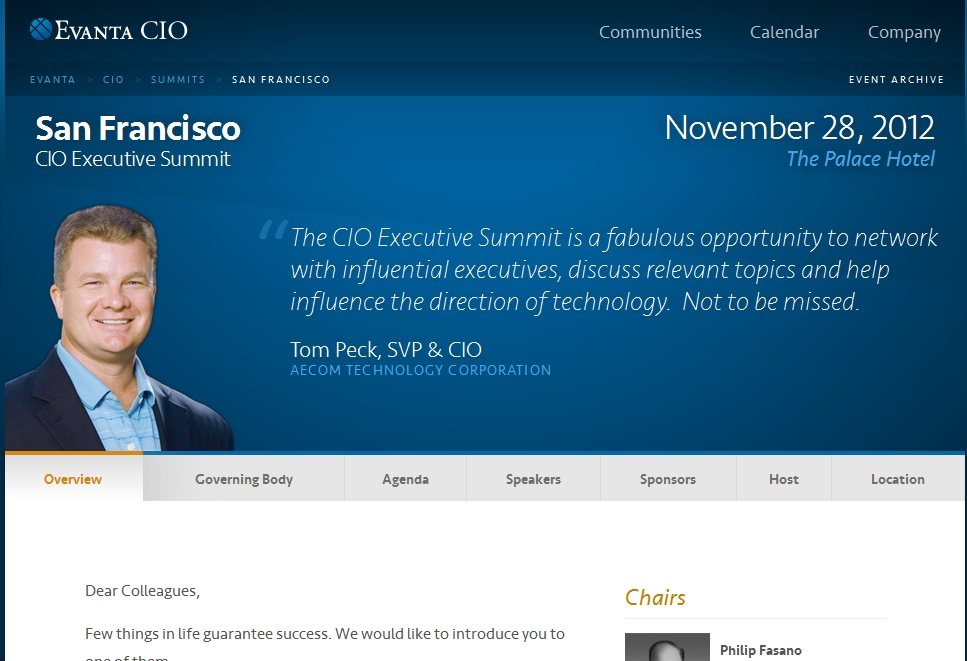 EVANTA CIO
Communities Calendar Company
EVANTA > CIO > SUMMITS > SAN FRANCISCO
EVENT ARCHIVE
San Francisco
CIO Executive Summit
November 28, 2012
The Palace Hotel
“The CIO Executive Summit is a fabulous opportunity to network
with influential executives, discuss relevant topics and help
influence the direction of technology. Not to be missed.
Tom Peck, SVP & CIO
AECOM TECHNOLOGY CORPORATION
Overview Governing Body Agenda Speakers Sponsors Host Location
Dear Colleagues,
Few things in life guarantee success. We would like to introduce you to
one of them
Chairs
Philip Fasano